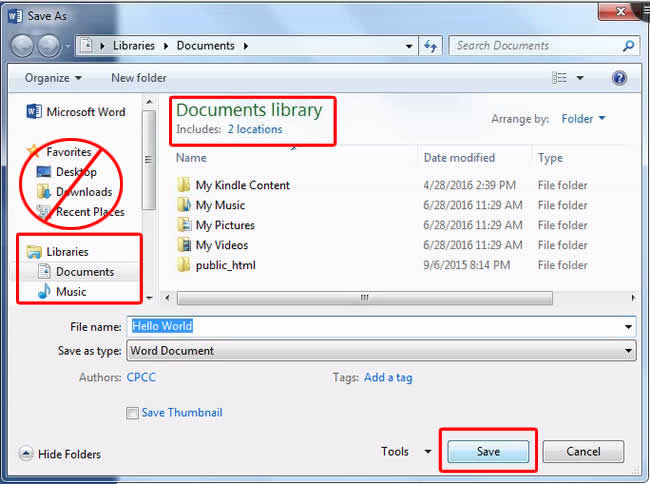 Save As
Libraries Documents
Search Documents
Organize New folder
Microsoft Word
Favorites
Desktop
Downloads
Recent Places
Libraries
Documents
Music
Documents library
Includes: 2 locations
Arrange by: Folder
Name Date modified Type
My Kindle Content 4/28/2016 2:39 PM File folder
My Music 6/28/2016 11:29 AM File folder
My Pictures 6/28/2016 11:29 AM File folder
My Videos 6/28/2016 11:29 AM File folder
public_html 9/6/2015 8:14 PM File folder
File name: Hello World
Save as type: Word Document
Authors: CPCC Tags: Add a tag
Save Thumbnail
Hide Folders Tools Save Cancel